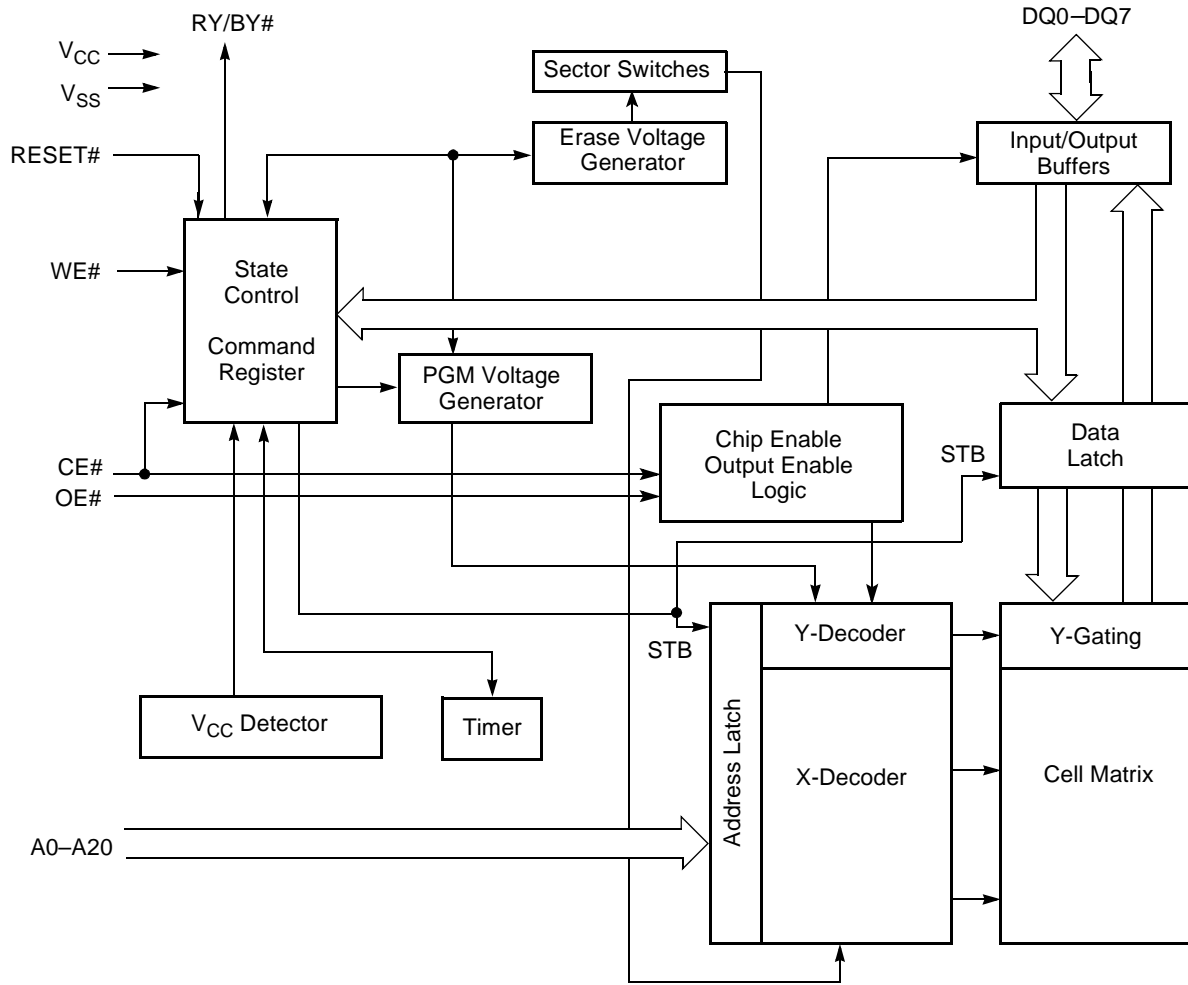 RY/BY#
DQ0–DQ7
VCC
VSS
Sector Switches
Erase Voltage
Generator
Input/Output
Buffers
RESET#
WE#
State
Control
Command
Register
PGM Voltage
Generator
Chip Enable
Output Enable
Logic
STB
Data
Latch
CE#
OE#
STB
Y-Decoder
Y-Gating
VCC Detector
Timer
Address Latch
X-Decoder
Cell Matrix
A0–A20